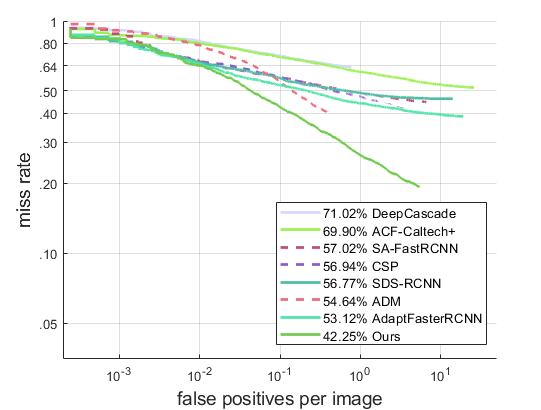 1
.80
.64
.50
.40
.30
.20
.10
.05
miss rate
71.02% DeepCascade
69.90% ACF-Caltech+
57.02% SA-FastRCNN
56.94% CSP
56.77% SDS-RCNN
54.64% ADM
53.12% AdaptFasterRCNN
42.25% Ours
10^-3 10^-2 10^-1 10^0 10^1
false positives per image